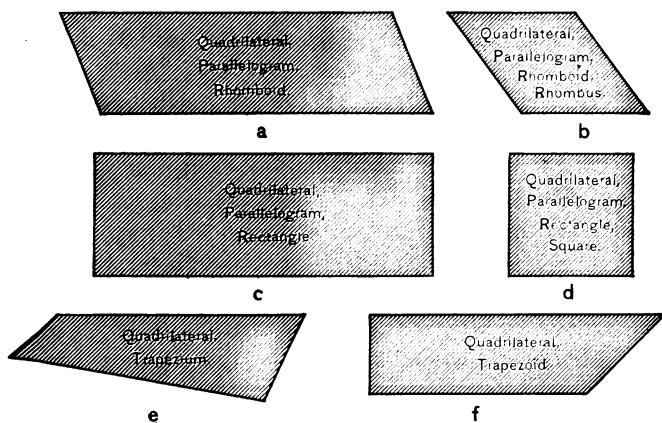 Quadrilateral,
Parallelogram,
Rhomboid.
a
Quadrilateral,
Parallelogram,
Rhomboid,
Rhombus.
b
Quadrilateral,
Parallelogram,
Rectangle
c
Quadrilateral,
Parallelogram,
Rectangle,
Square.
d
Quadrilateral,
Trapezium.
e
Quadrilateral,
Trapezoid.
f